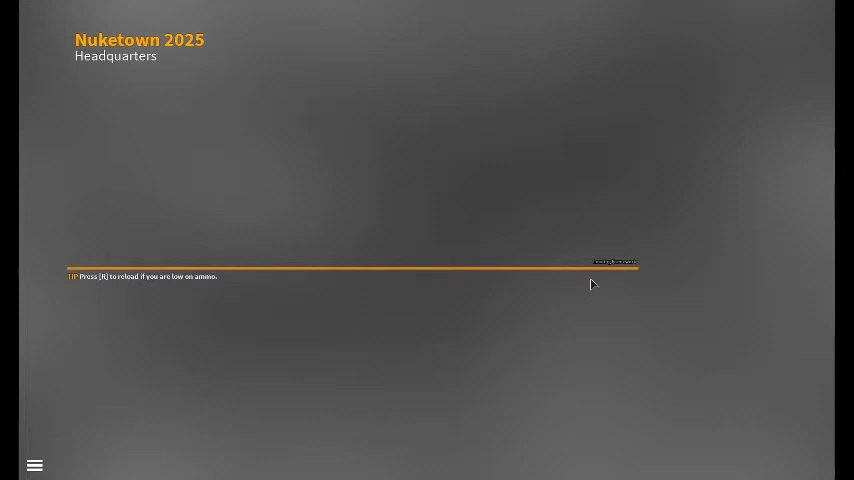 Nuketown 2025
Headquarters
TIP Press [R] to reload if you are low on ammo.